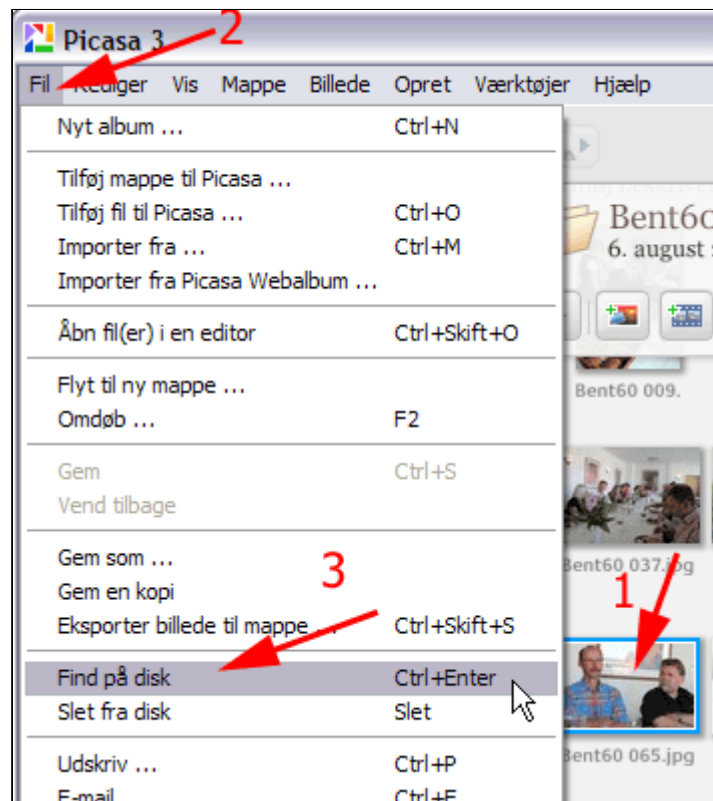 Picasa 3
2
Fil Rediger Vis Mappe Billede Opret Værktøjer Hjælp
Nyt album ... Ctrl+N
Tilføj mappe til Picasa ...
Tilføj fil til Picasa ... Ctrl+O
Importer fra ... Ctrl+M
Importer fra Picasa Webalbum ...
Åbn fil(er) i en editor Ctrl+Skift+O
Flyt til ny mappe ...
Omdøb ... F2
Gem Ctrl+S
Vend tilbage
Gem som ...
Gem en kopi
Eksporter billede til mappe ... Ctrl+Skift+S
3
Find på disk Ctrl+Enter
Slet fra disk Slet
Udskriv ... Ctrl+P
E-mail Ctrl+E
Bent60
6. august
Bent60 009.
Bent60 037.jpg
1
Bent60 065.jpg